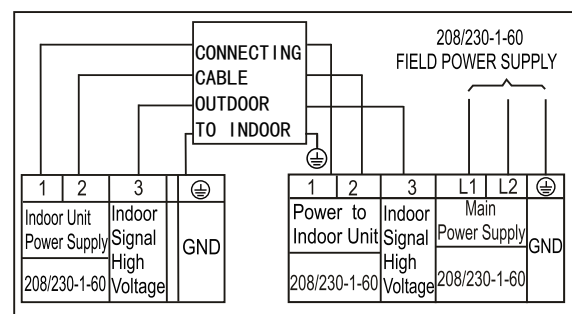 CONNECTING
CABLE
OUTDOOR
TO INDOOR
208/230-1-60
FIELD POWER SUPPLY
1 2 3
Indoor Unit
Power Supply
208/230-1-60
Indoor
Signal
High
Voltage
GND
1 2 3 L1 L2
Power to
Indoor Unit
208/230-1-60
Indoor
Signal
High
Voltage
Main
Power Supply
208/230-1-60
GND